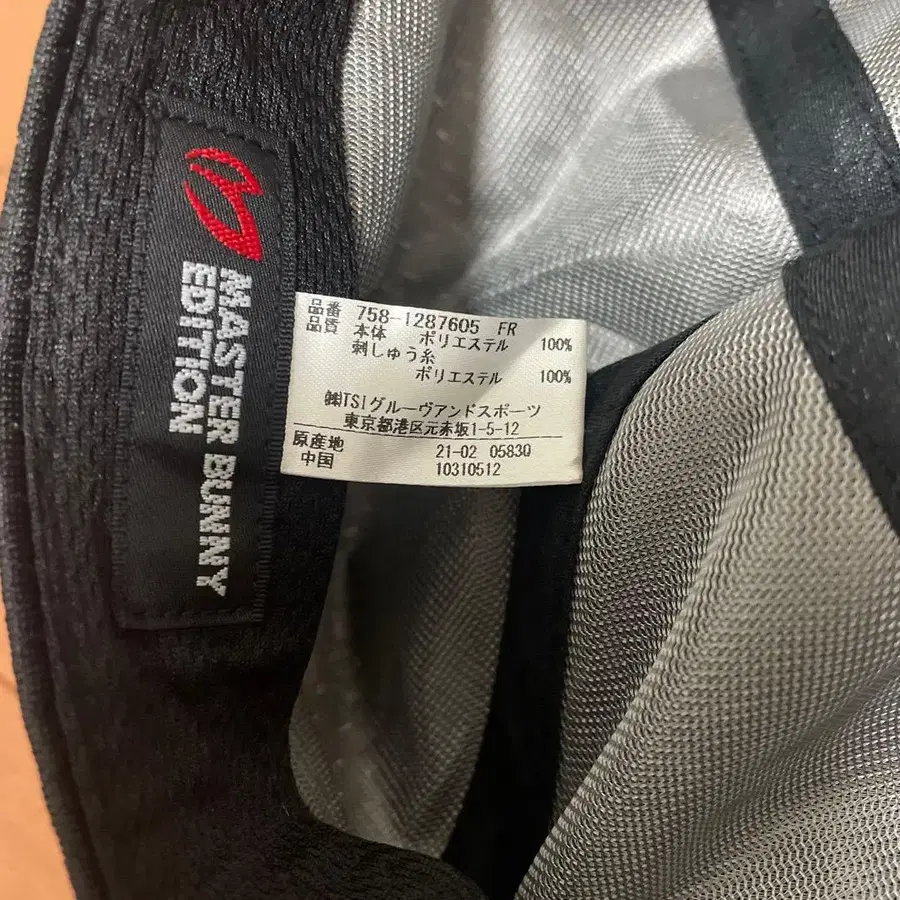 MASTER BUNNY
EDITION
品番 758-1287605 FR
品質 本体 ポリエステル 100%
刺しゅう糸
ポリエステル 100%
㈱TSIグルーヴアンドスポーツ
東京都港区元赤坂1-5-12
原産地 21-02 0583Q
中国 10310512